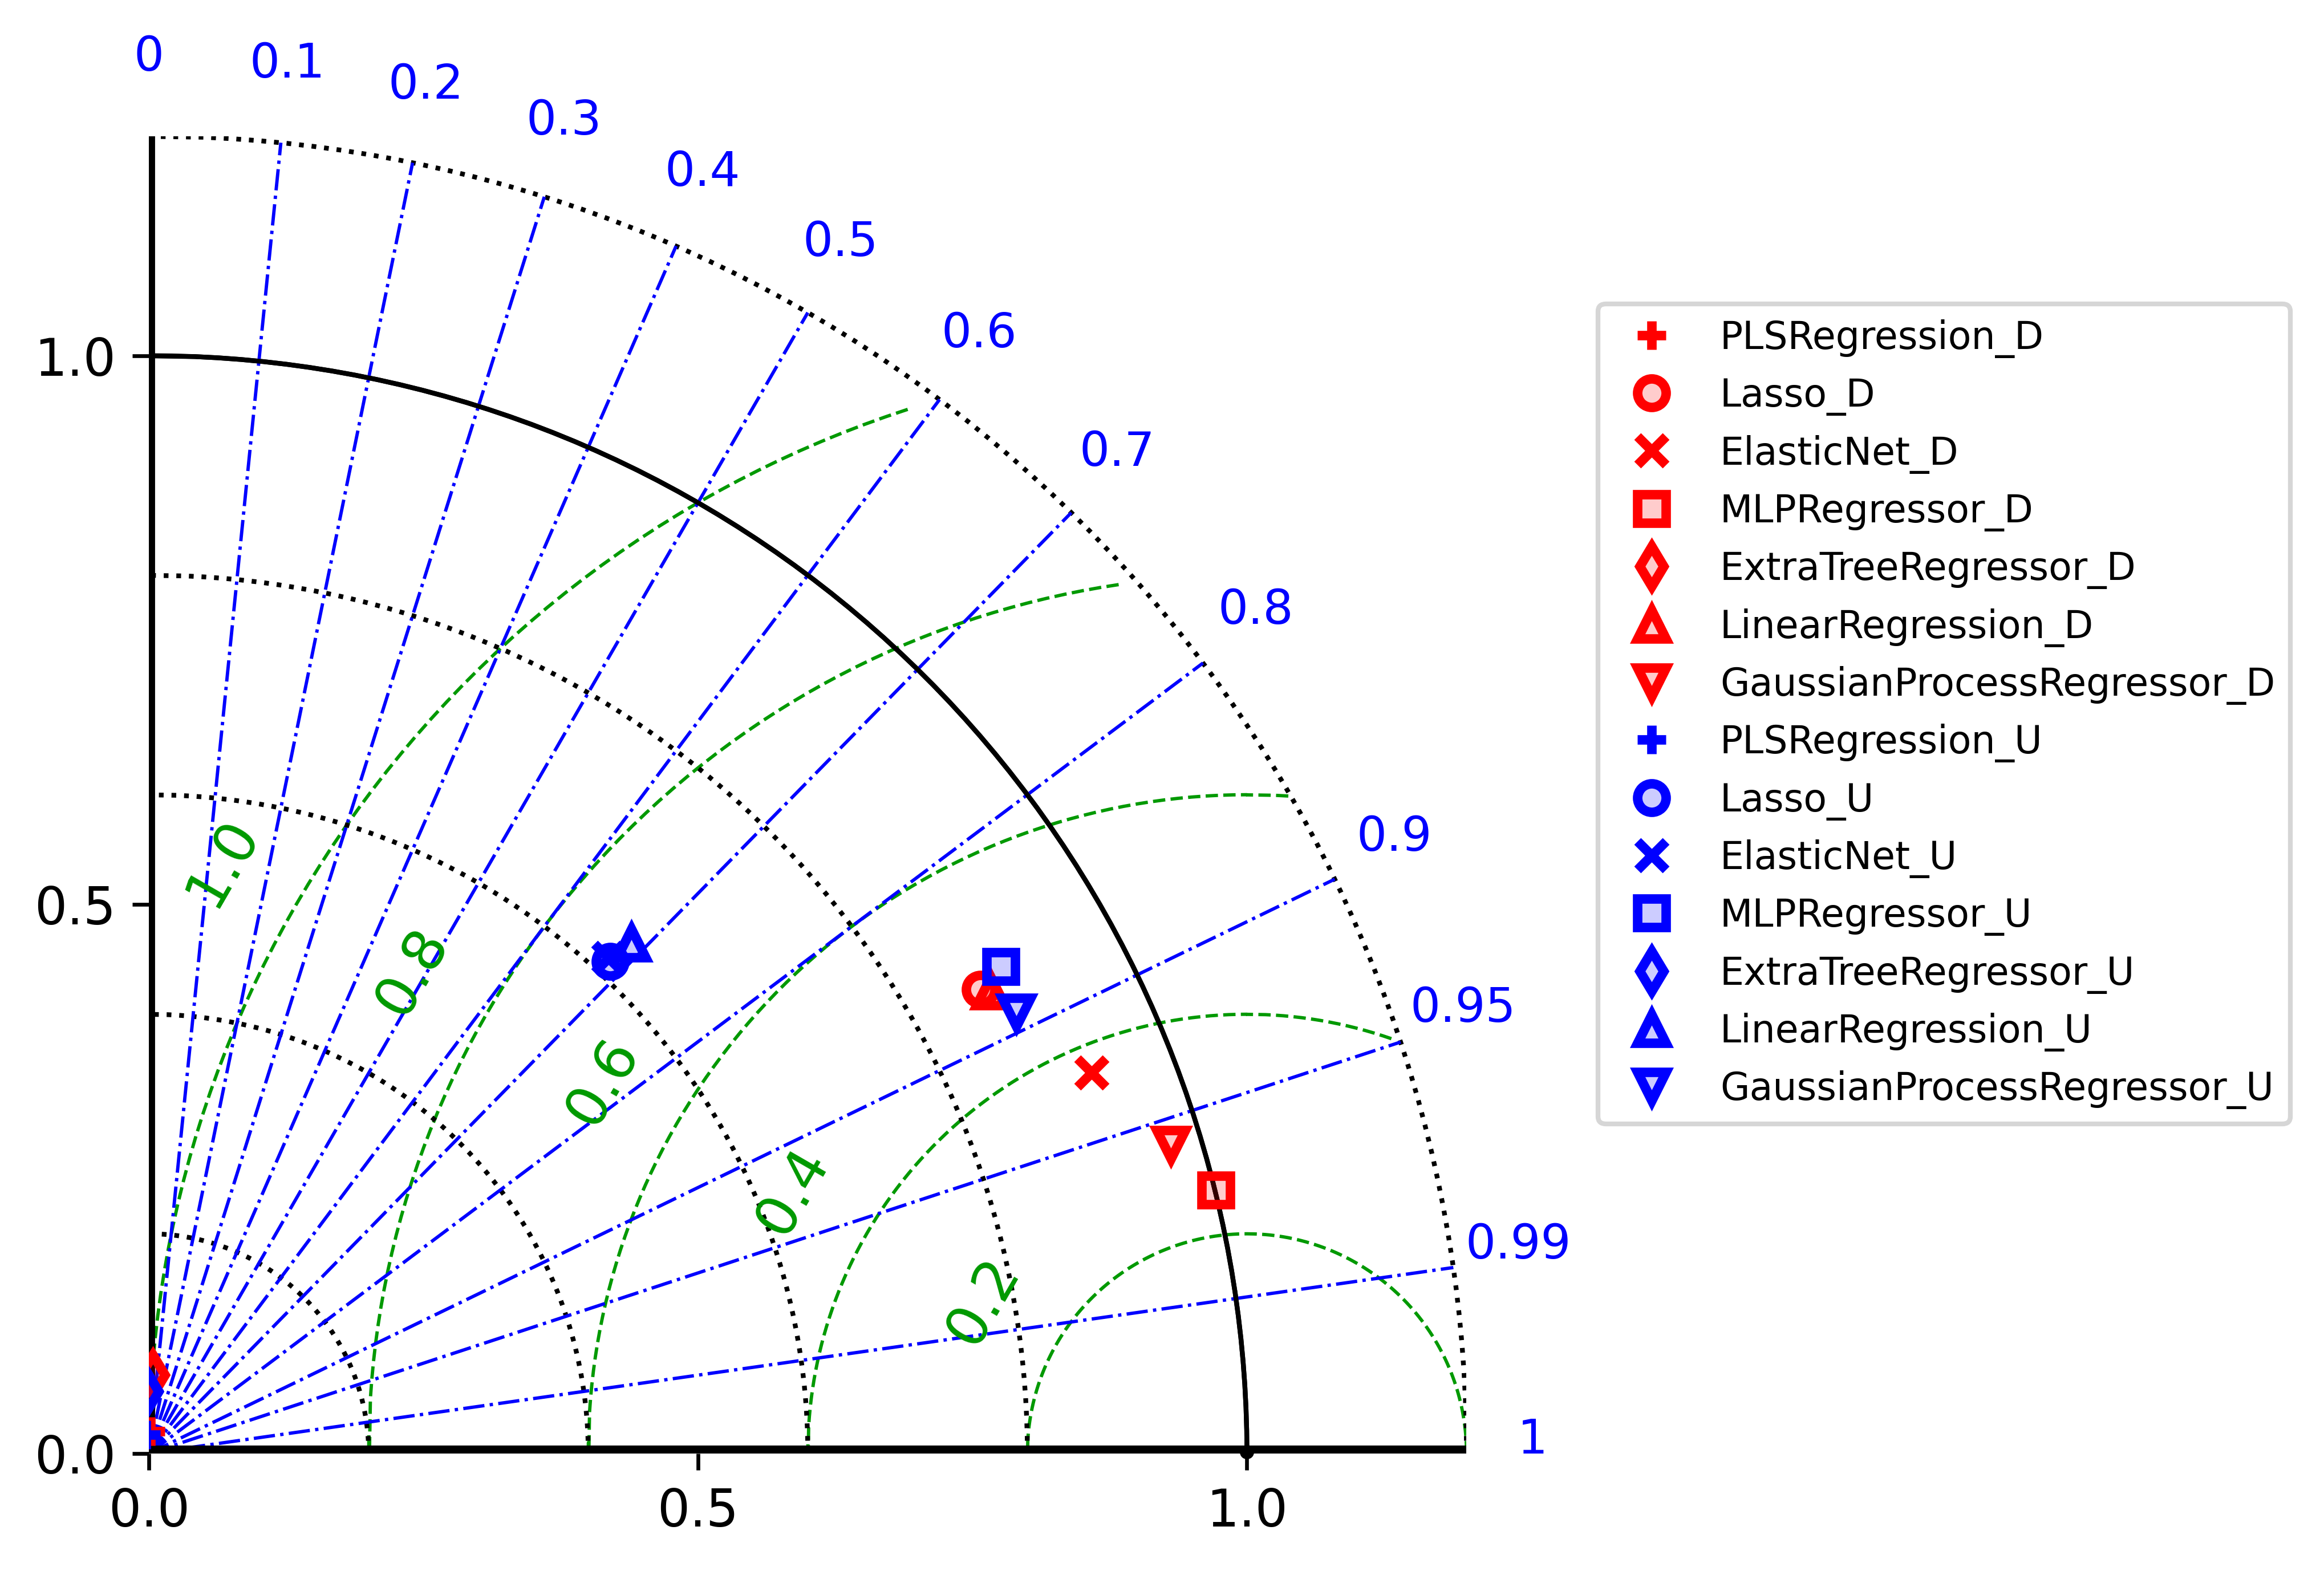 0
0.1
0.2
0.3
0.4
0.5
0.6
0.7
0.8
0.9
0.95
0.99
1
1.0
0.5
0.0
0.0
0.5
1.0
1.0
0.8
0.6
0.4
0.2
PLSRegression_D
Lasso_D
ElasticNet_D
MLPRegressor_D
ExtraTreeRegressor_D
LinearRegression_D
GaussianProcessRegressor_D
PLSRegression_U
Lasso_U
ElasticNet_U
MLPRegressor_U
ExtraTreeRegressor_U
LinearRegression_U
GaussianProcessRegressor_U